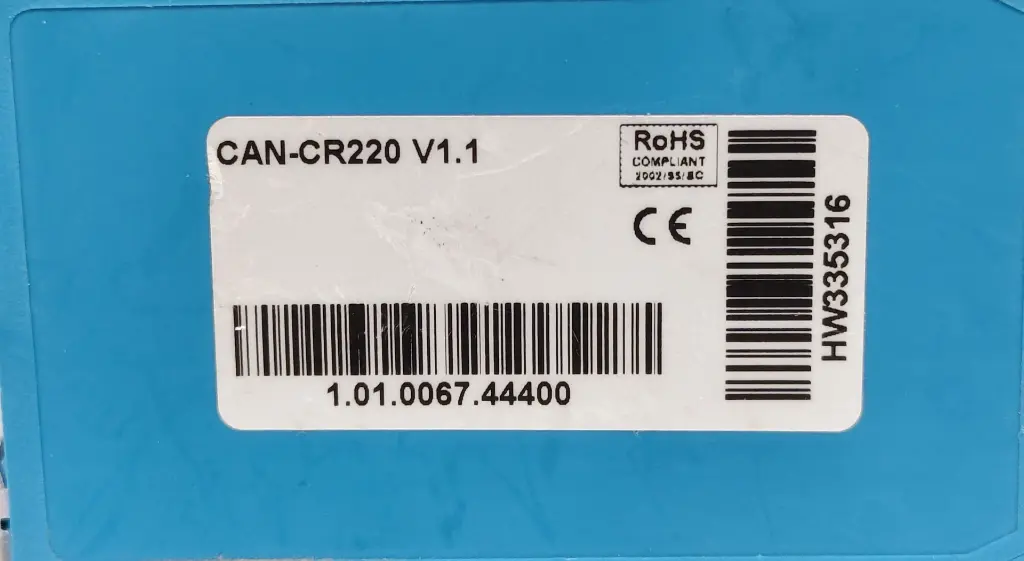 CAN-CR220 V1.1
RoHS
COMPLIANT
2002/95/EC
CE
HW335316
1.01.0067.44400